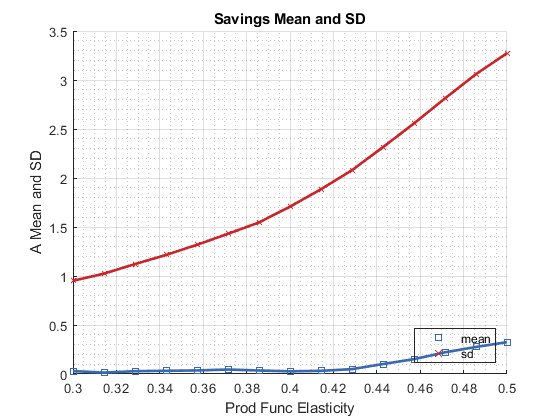 Savings Mean and SD
3.5
3
2.5
2
1.5
1
0.5
0
A Mean and SD
mean
sd
0.3 0.32 0.34 0.36 0.38 0.4 0.42 0.44 0.46 0.48 0.5
Prod Func Elasticity